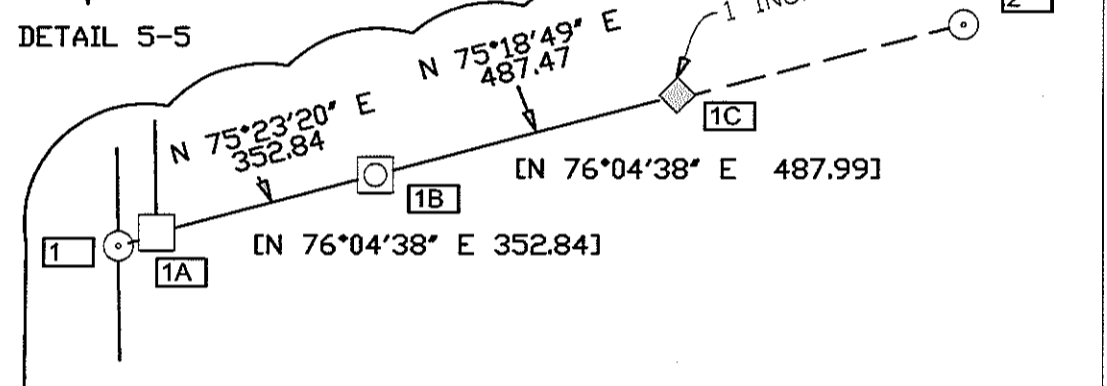 DETAIL 5-5
N 75°18'49" E
487.47
1
2
N 75°23'20" E
352.84
1C
[N 76°04'38" E 487.99]
1B
1
[N 76°04'38" E 352.84]
1A